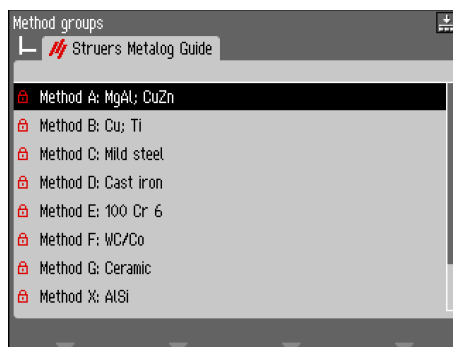 Method groups
Struers Metalog Guide
Method A: MgAl; CuZn
Method B: Cu; Ti
Method C: Mild steel
Method D: Cast iron
Method E: 100 Cr 6
Method F: WC/Co
Method G: Ceramic
Method X: AlSi